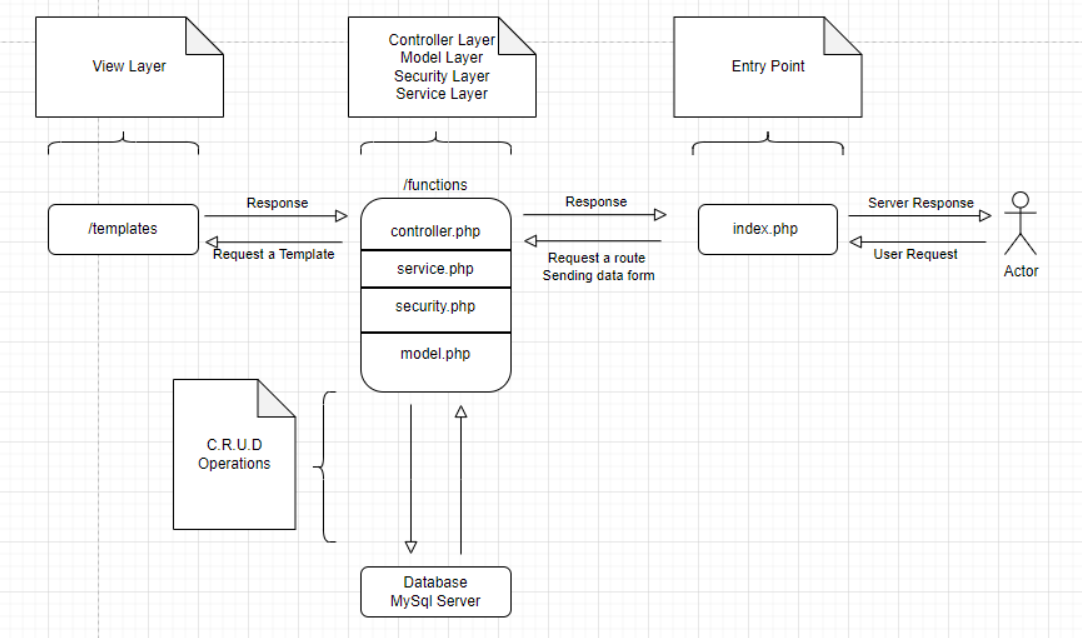 View Layer
Controller Layer
Model Layer
Security Layer
Service Layer
Entry Point
/functions
/templates
Response
Request a Template
controller.php
service.php
security.php
model.php
Response
Request a route
Sending data form
index.php
Server Response
User Request
Actor
C.R.U.D
Operations
Database
MySql Server